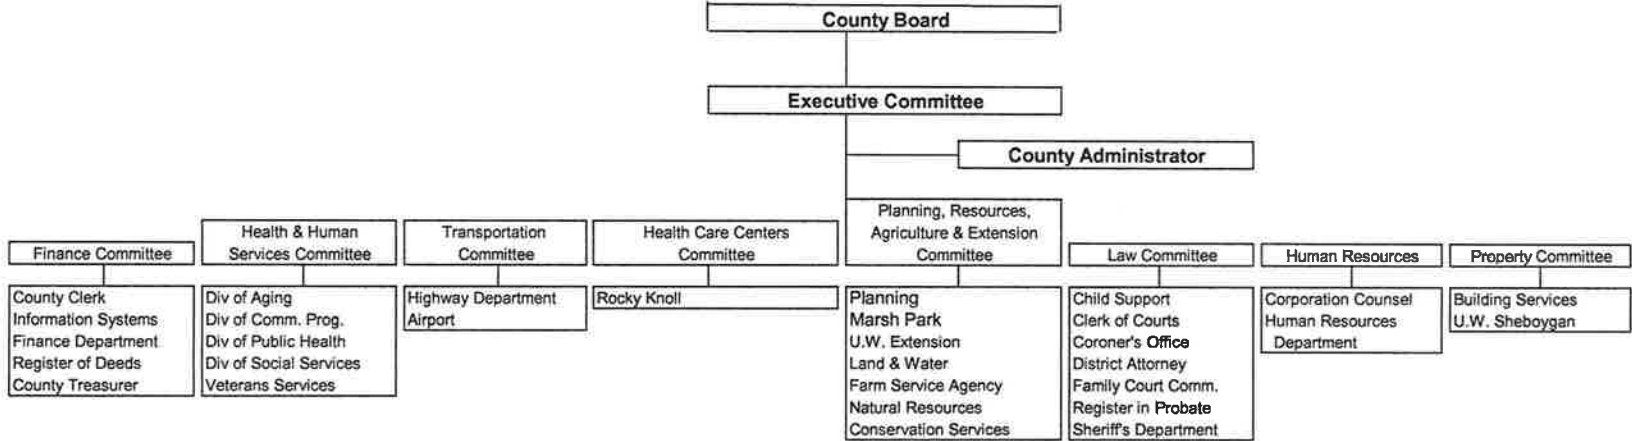 County Board
Executive Committee
County Administrator
Finance Committee
County Clerk
Information Systems
Finance Department
Register of Deeds
County Treasurer
Health & Human
Services Committee
Div of Aging
Div of Comm. Prog.
Div of Public Health
Div of Social Services
Veterans Services
Transportation
Committee
Highway Department
Airport
Health Care Centers
Committee
Rocky Knoll
Planning, Resources,
Agriculture & Extension
Committee
Planning
Marsh Park
U.W. Extension
Land & Water
Farm Service Agency
Natural Resources
Conservation Services
Law Committee
Child Support
Clerk of Courts
Coroner's Office
District Attorney
Family Court Comm.
Register in Probate
Sheriff's Department
Human Resources
Corporation Counsel
Human Resources
Department
Property Committee
Building Services
U.W. Sheboygan